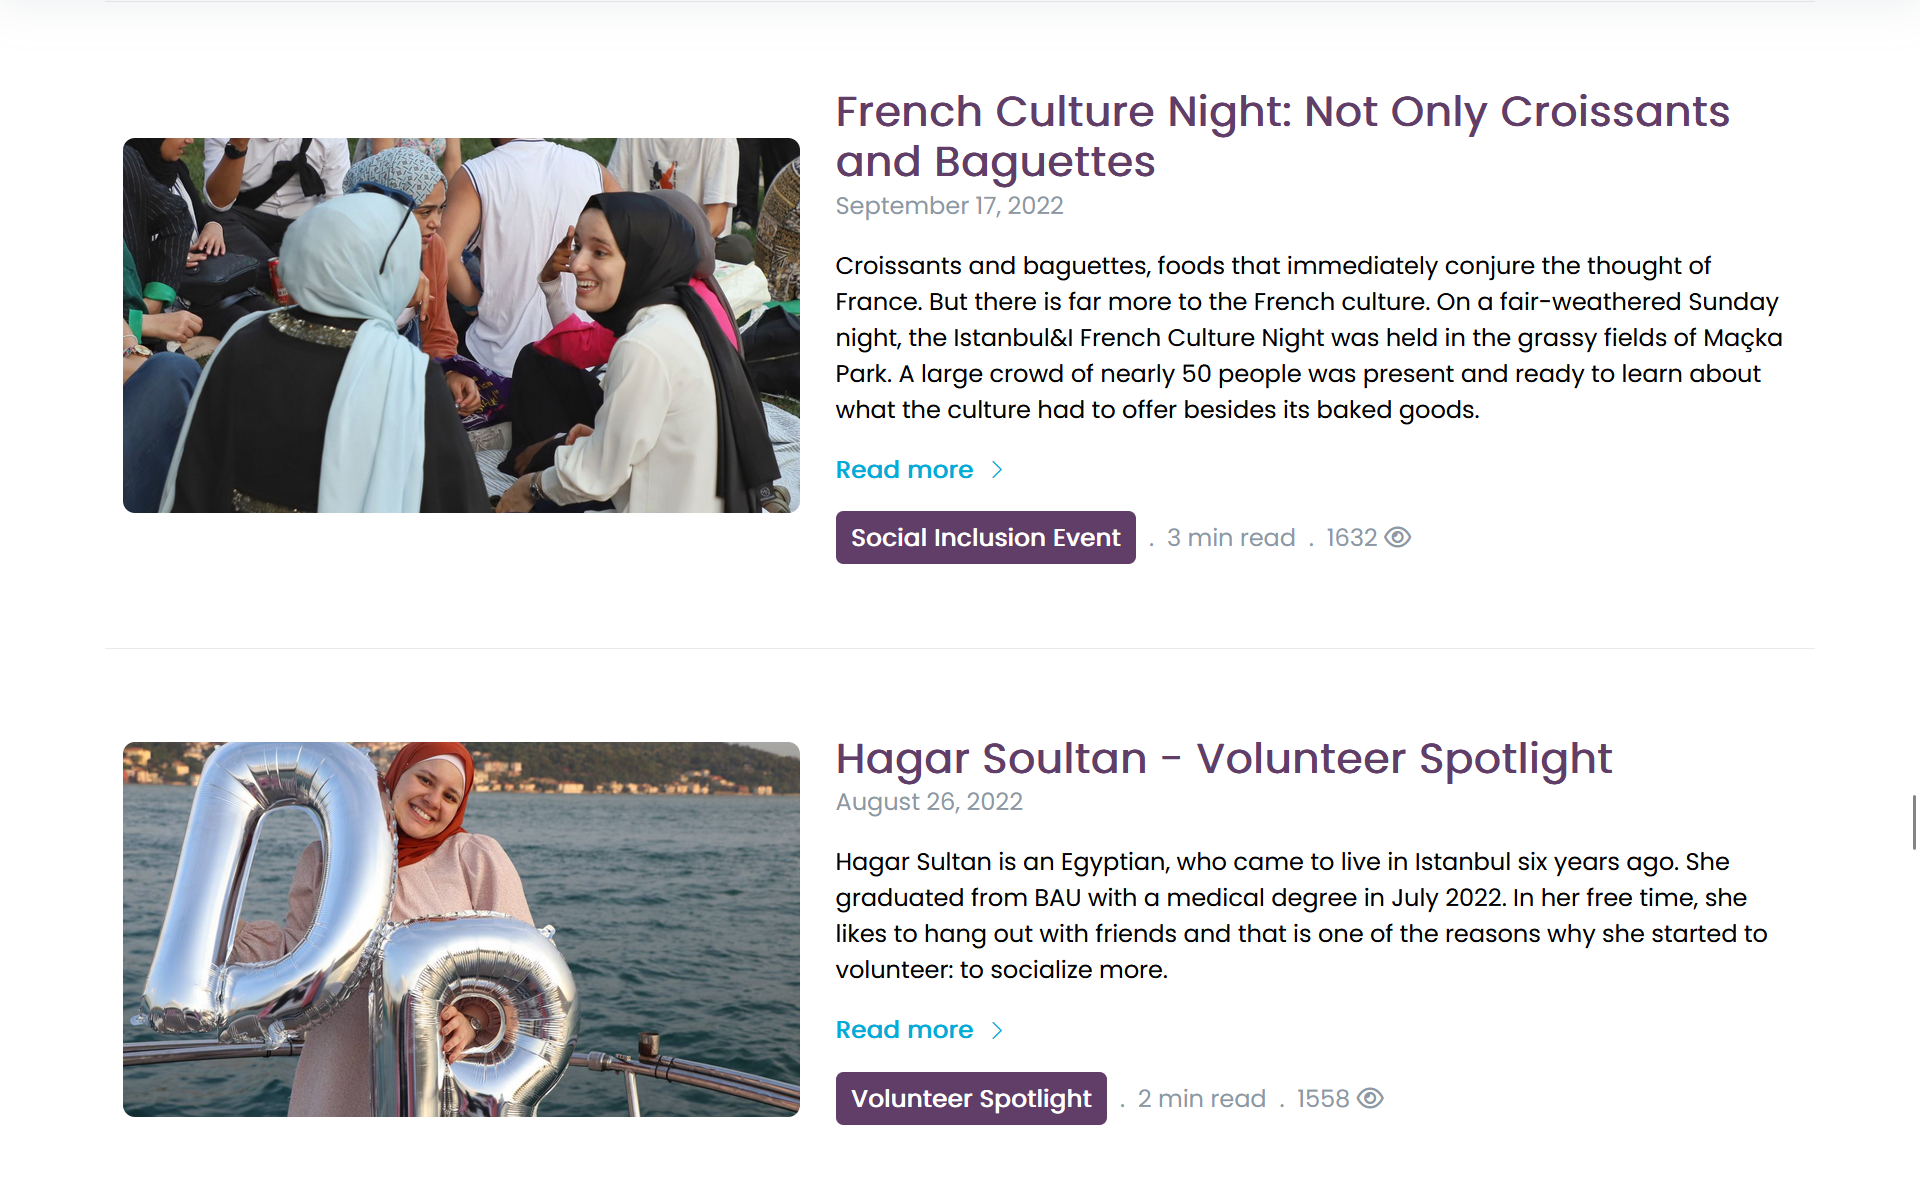 French Culture Night: Not Only Croissants
and Baguettes
September 17, 2022
Croissants and baguettes, foods that immediately conjure the thought of
France. But there is far more to the French culture. On a fair-weathered Sunday
night, the Istanbul&I French Culture Night was held in the grassy fields of Maçka
Park. A large crowd of nearly 50 people was present and ready to learn about
what the culture had to offer besides its baked goods.
Read more
Social Inclusion Event . 3 min read . 1632
Hagar Soultan - Volunteer Spotlight
August 26, 2022
Hagar Sultan is an Egyptian, who came to live in Istanbul six years ago. She
graduated from BAU with a medical degree in July 2022. In her free time, she
likes to hang out with friends and that is one of the reasons why she started to
volunteer: to socialize more.
Read more
Volunteer Spotlight . 2 min read . 1558
DR